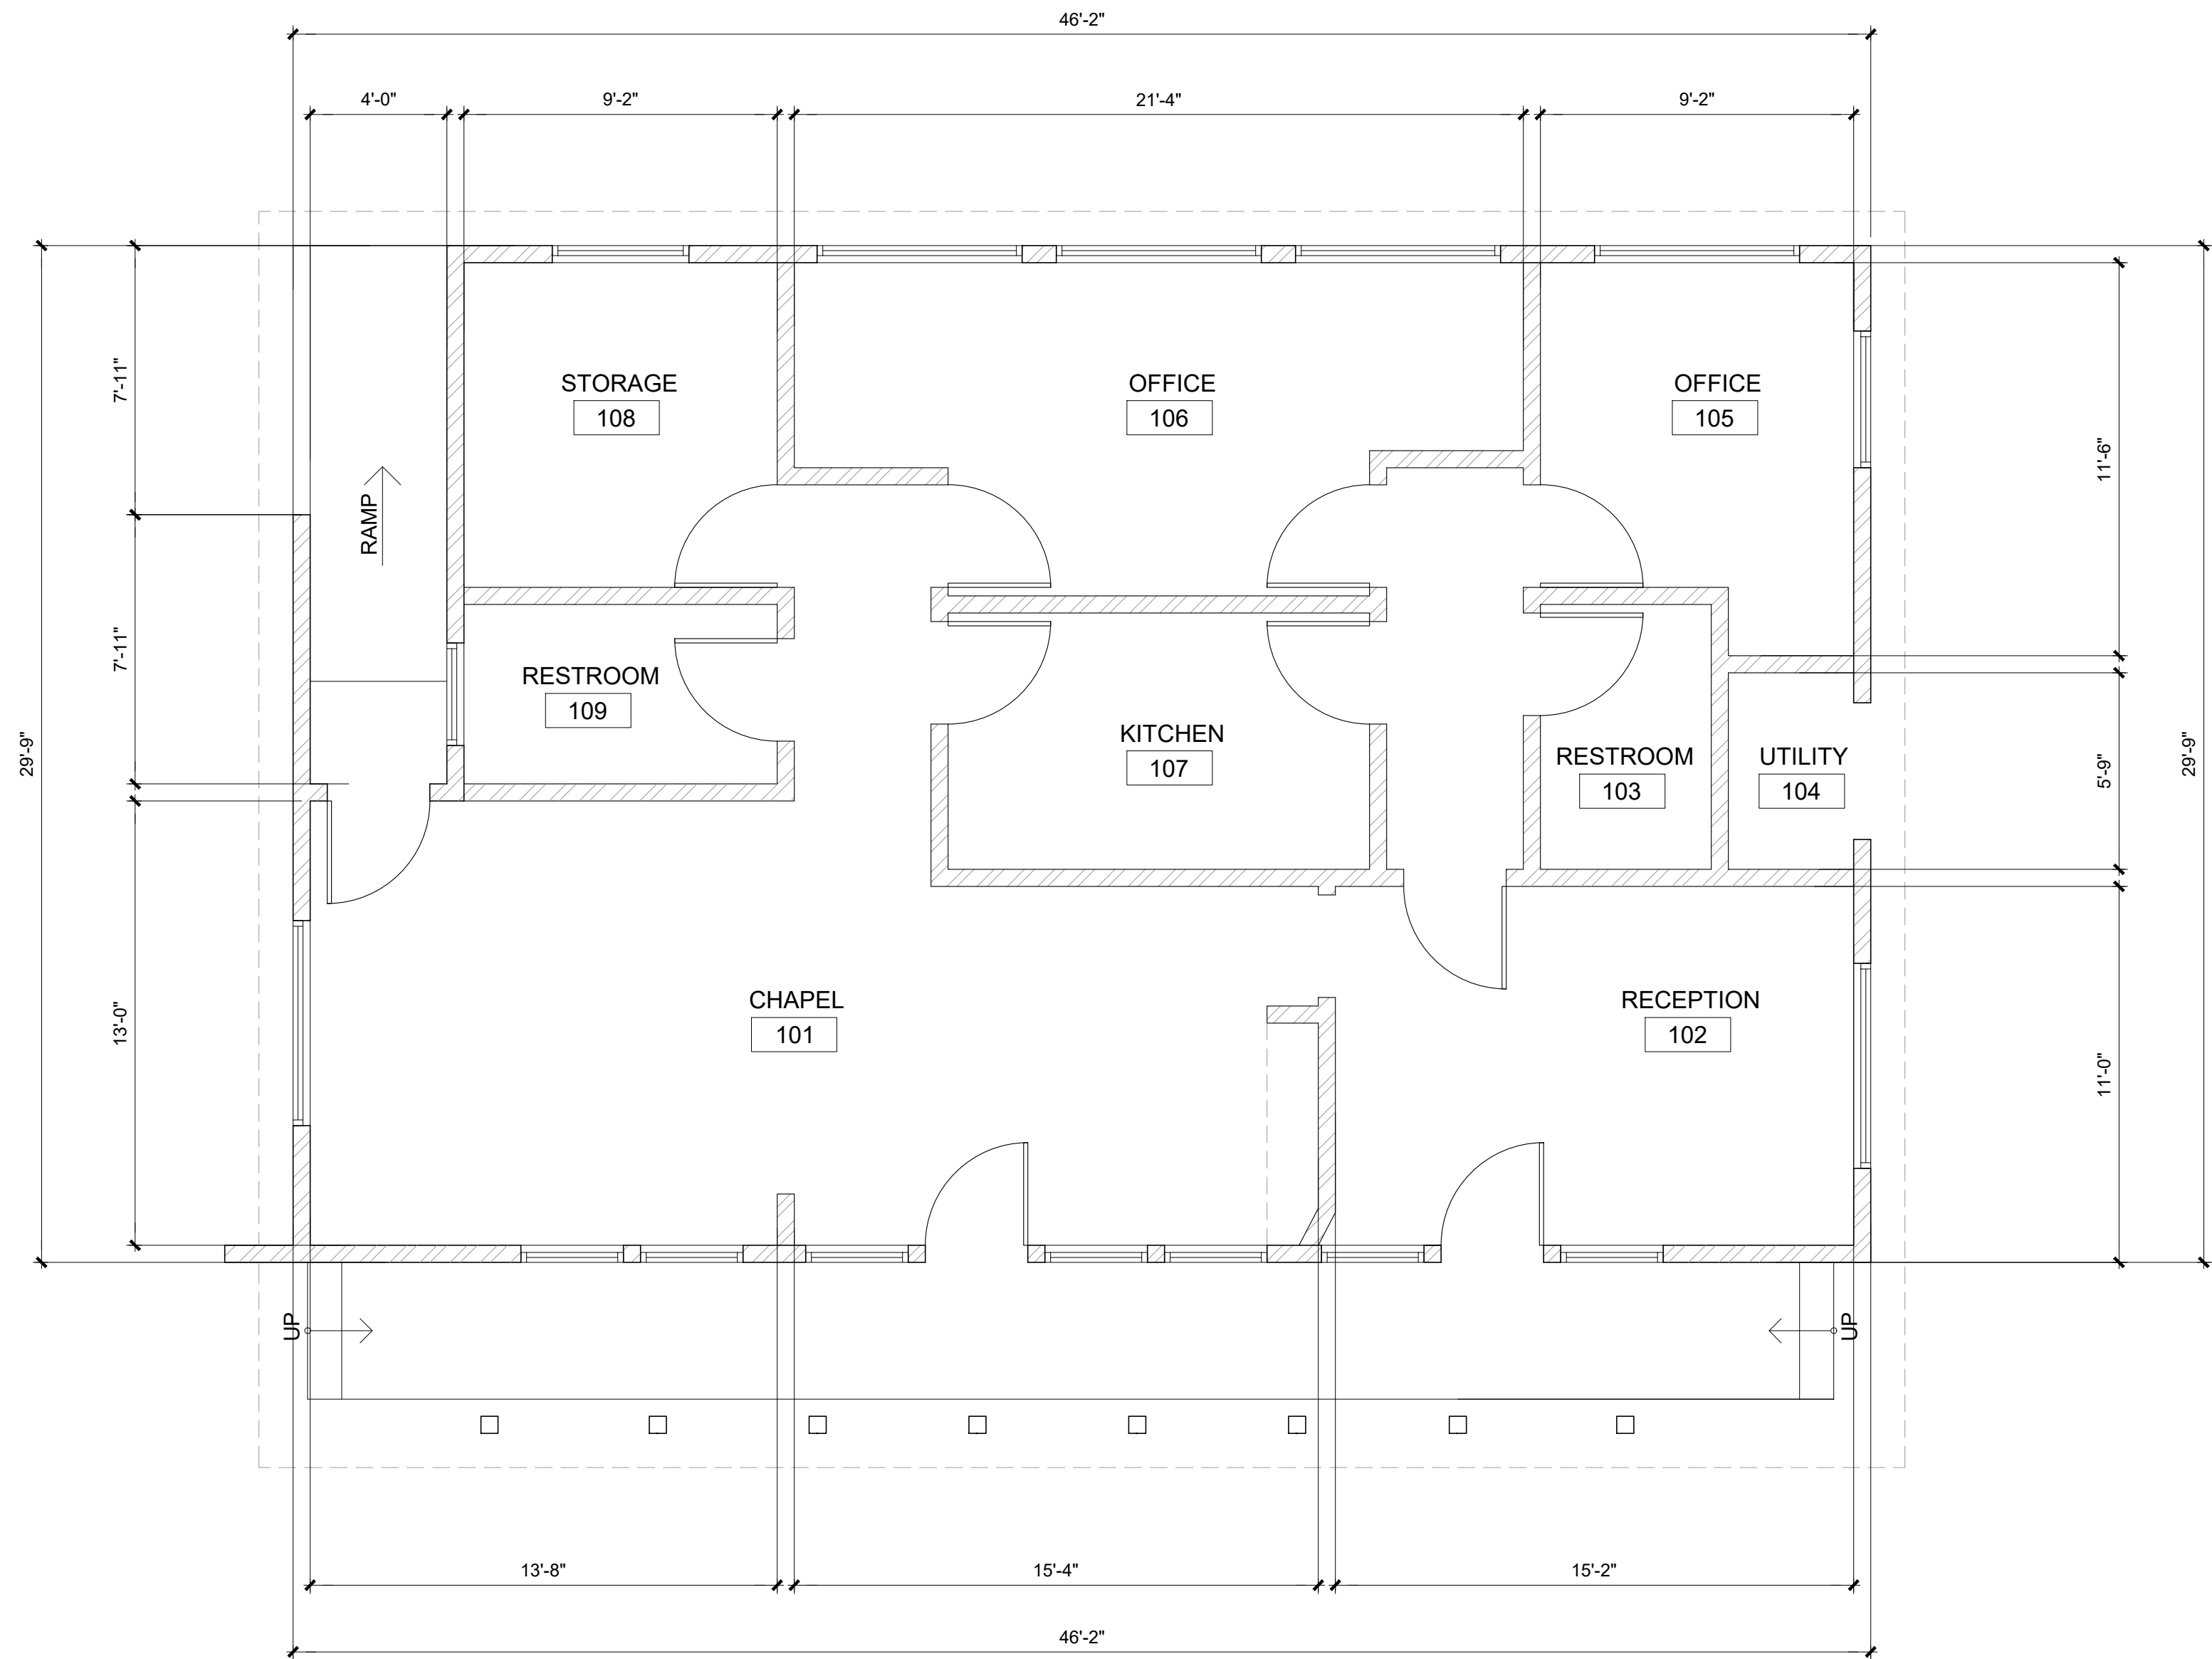 46'-2"
4'-0"
9'-2"
21'-4"
9'-2"
7'-11"
7'-11"
13'-0"
29'-9"
11'-6"
5'-9"
11'-0"
29'-9"
STORAGE
108
OFFICE
106
OFFICE
105
RAMP
RESTROOM
109
KITCHEN
107
RESTROOM
103
UTILITY
104
CHAPEL
101
RECEPTION
102
UP
UP
13'-8"
15'-4"
15'-2"
46'-2"